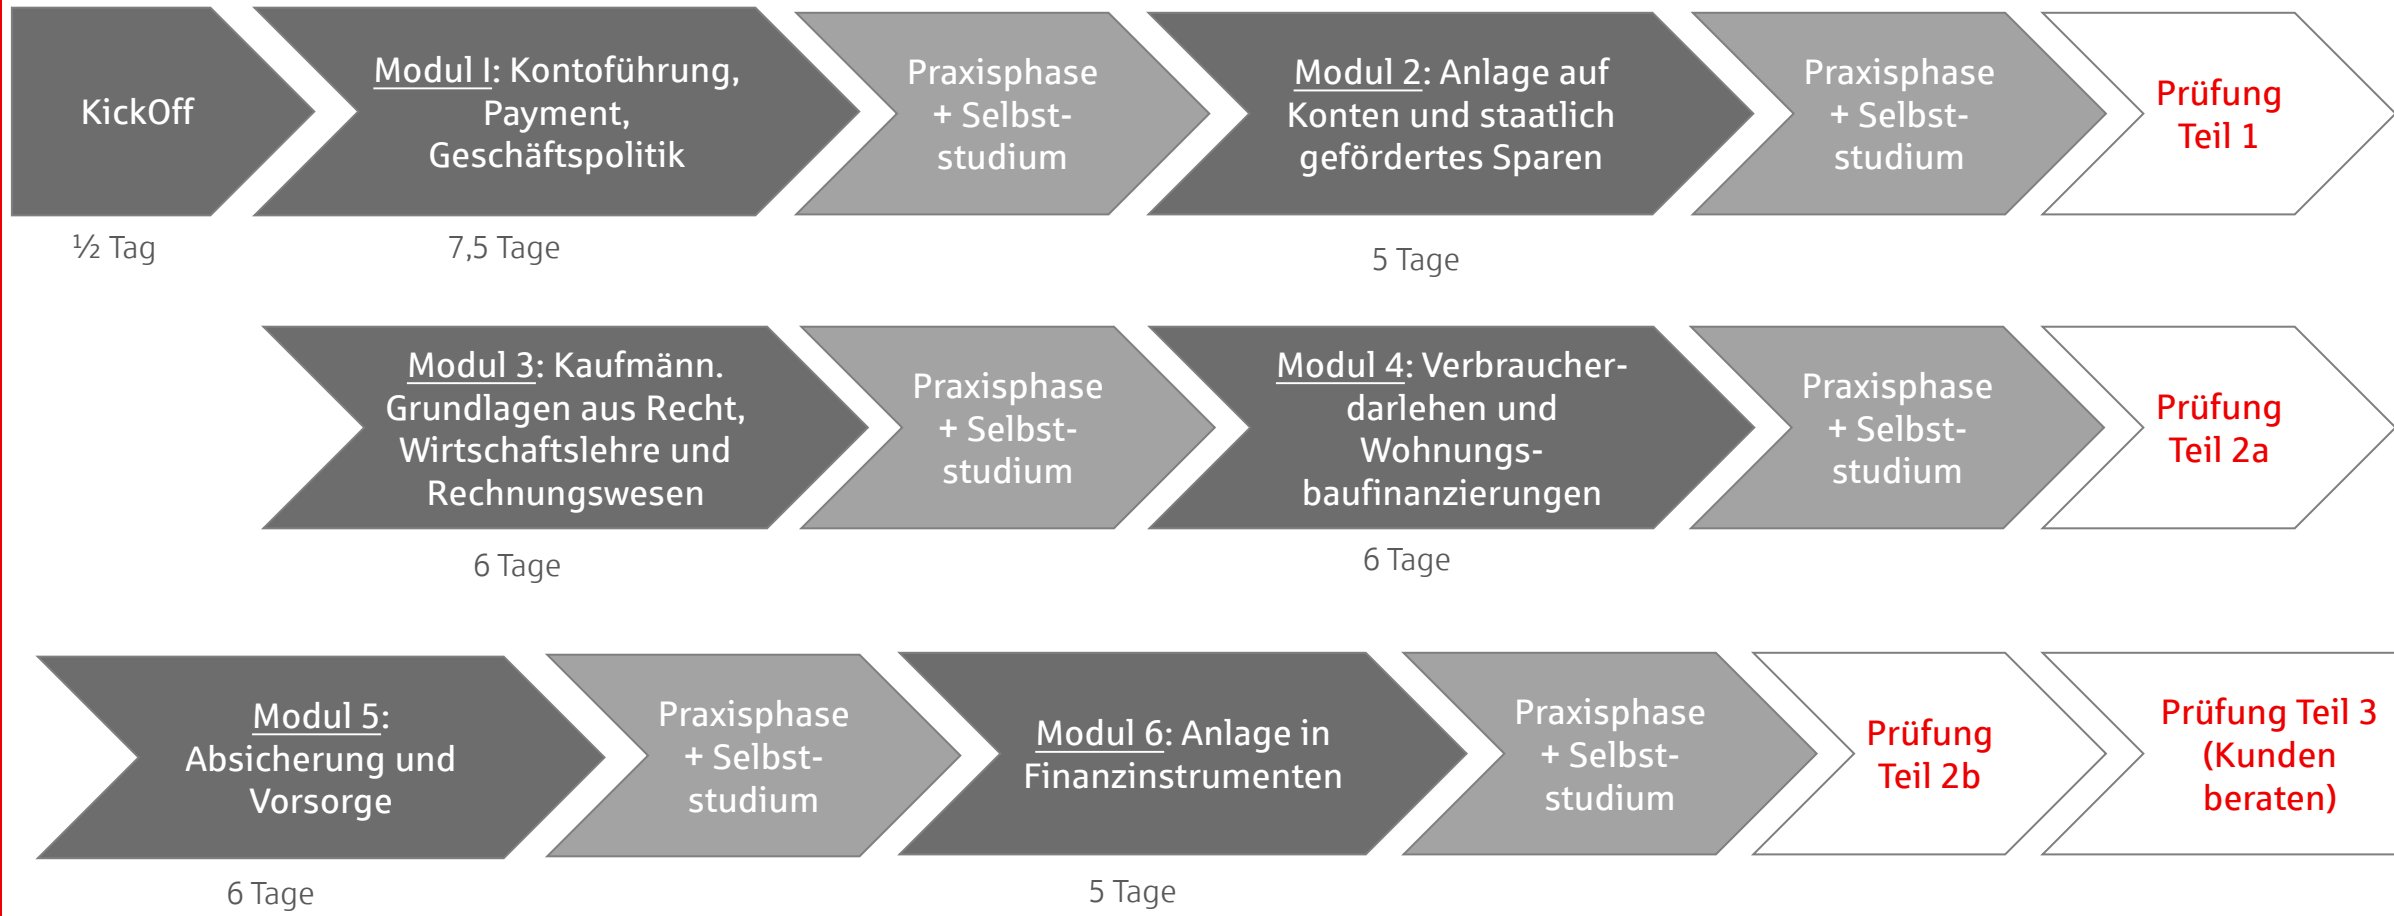 KickOff
Modul I: Kontoführung,
Payment,
Geschäftspolitik
Praxisphase
+ Selbst-
studium
Modul 2: Anlage auf
Konten und staatlich
gefördertes Sparen
Praxisphase
+ Selbst-
studium
Prüfung
Teil 1
½ Tag
7,5 Tage
5 Tage
Modul 3: Kaufmänn.
Grundlagen aus Recht,
Wirtschaftslehre und
Rechnungswesen
Praxisphase
+ Selbst-
studium
Modul 4: Verbraucher-
darlehen und
Wohnungs-
baufinanzierungen
Praxisphase
+ Selbst-
studium
Prüfung
Teil 2a
6 Tage
6 Tage
Modul 5:
Absicherung und
Vorsorge
Praxisphase
+ Selbst-
studium
Modul 6: Anlage in
Finanzinstrumenten
Praxisphase
+ Selbst-
studium
Prüfung
Teil 2b
Prüfung Teil 3
(Kunden
beraten)
6 Tage
5 Tage